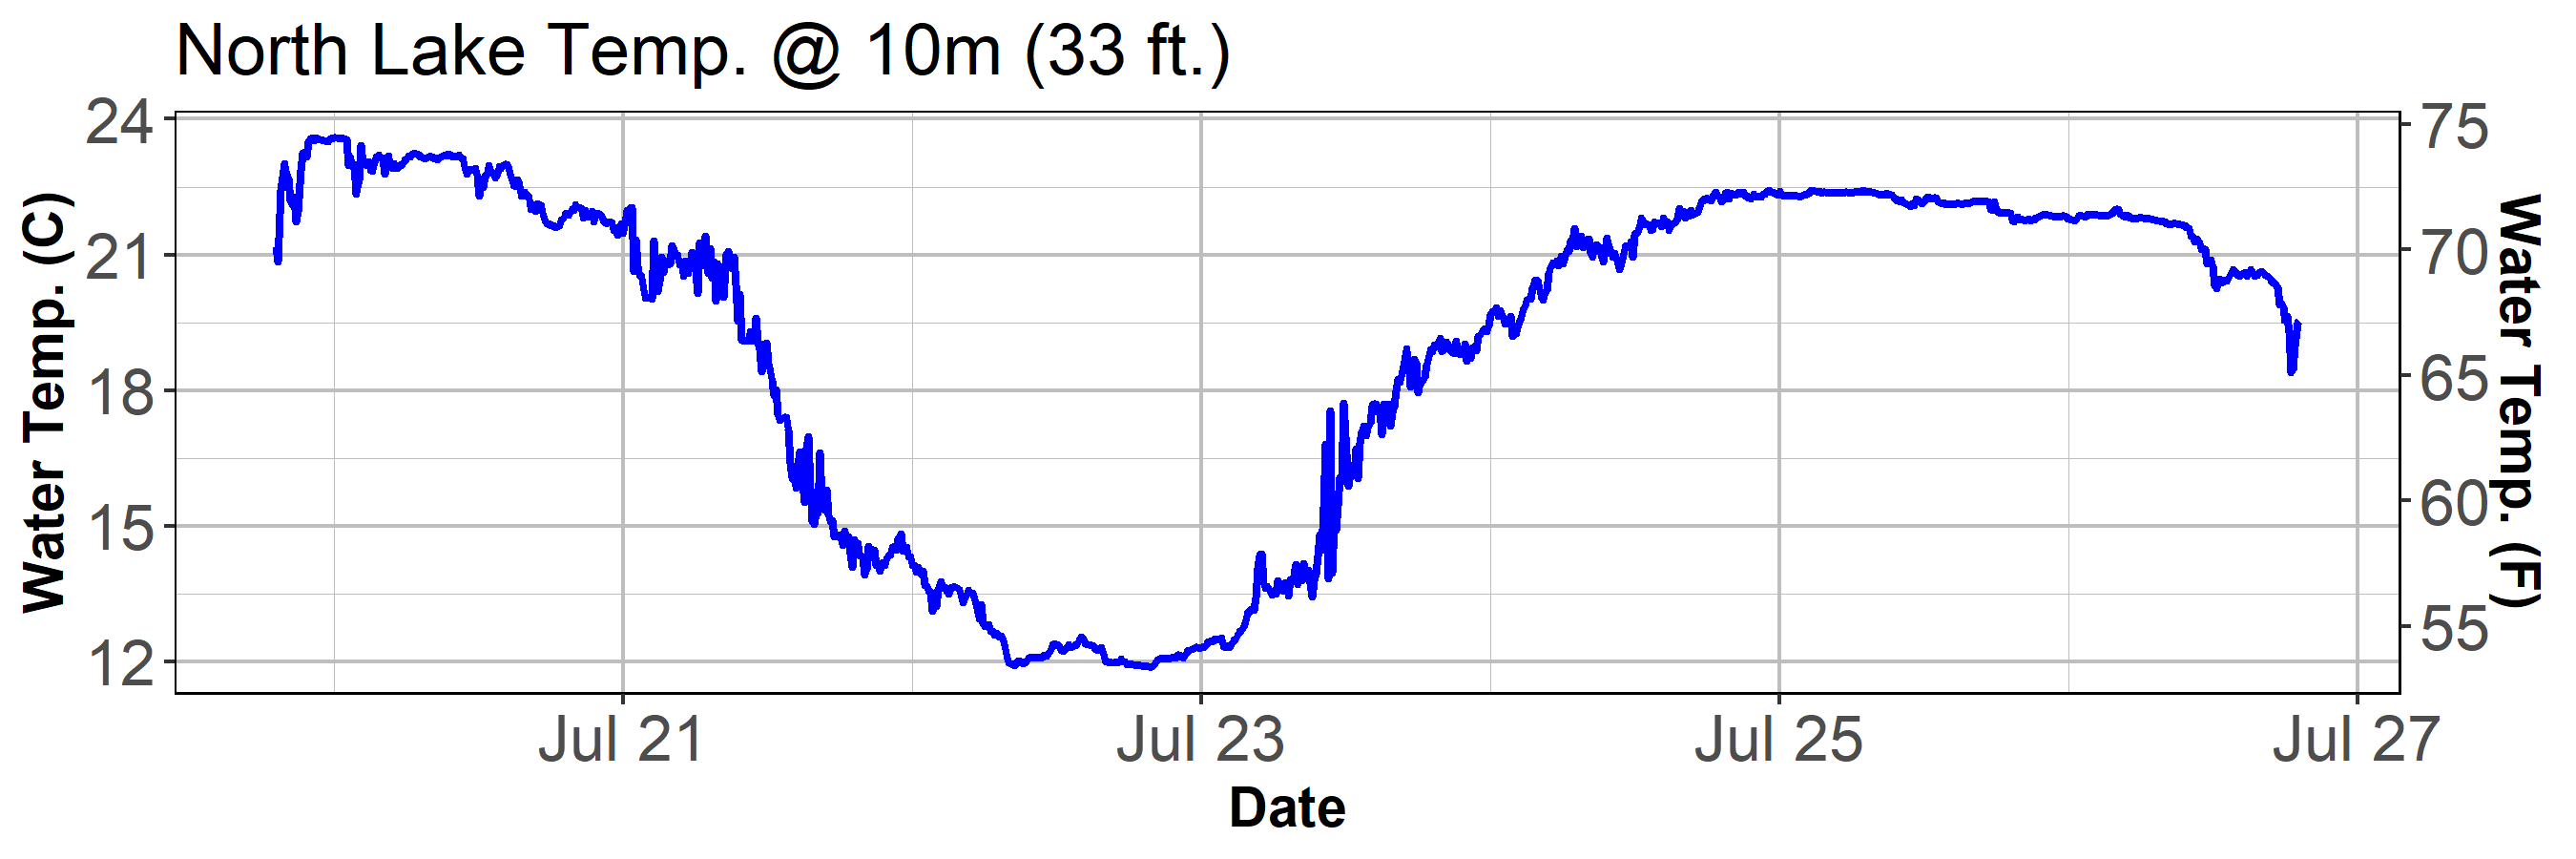 North Lake Temp. @ 10m (33 ft.)
Water Temp. (C)
24
21
18
15
12
75
70
65
60
55
Water Temp. (F)
Jul 21
Jul 23
Jul 25
Jul 27
Date